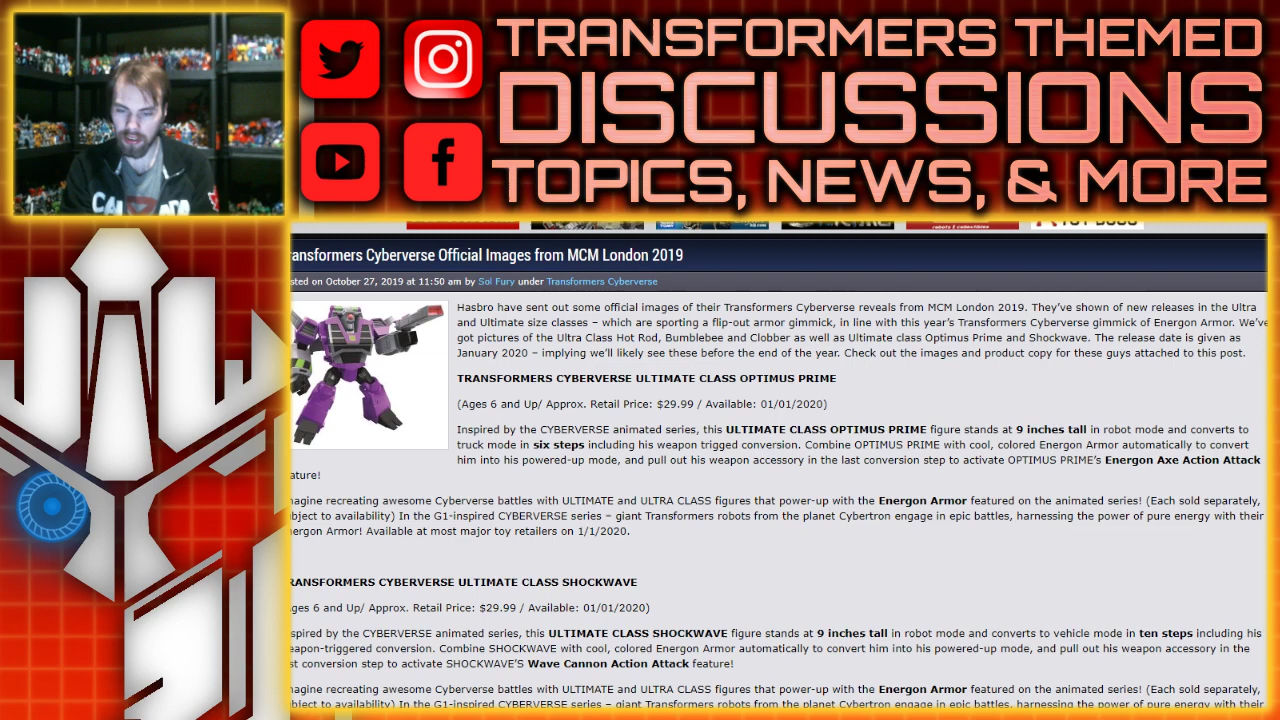 TRANSFORMERS THEMED
DISCUSSIONS
TOPICS, NEWS, & MORE
robots & collectibles
ansformers Cyberverse Official Images from MCM London 2019
sted on October 27, 2019 at 11:50 am by Sol Fury under Transformers Cyberverse
Hasbro have sent out some official images of their Transformers Cyberverse reveals from MCM London 2019. They've shown of new releases in the Ultra
and Ultimate size classes – which are sporting a flip-out armor gimmick, in line with this year's Transformers Cyberverse gimmick of Energon Armor. We've
got pictures of the Ultra Class Hot Rod, Bumblebee and Clobber as well as Ultimate class Optimus Prime and Shockwave. The release date is given as
January 2020 – implying we'll likely see these before the end of the year. Check out the images and product copy for these guys attached to this post.
TRANSFORMERS CYBERVERSE ULTIMATE CLASS OPTIMUS PRIME
(Ages 6 and Up/ Approx. Retail Price: $29.99 / Available: 01/01/2020)
Inspired by the CYBERVERSE animated series, this ULTIMATE CLASS OPTIMUS PRIME figure stands at 9 inches tall in robot mode and converts to
truck mode in six steps including his weapon trigged conversion. Combine OPTIMUS PRIME with cool, colored Energon Armor automatically to convert
him into his powered-up mode, and pull out his weapon accessory in the last conversion step to activate OPTIMUS PRIME's Energon Axe Action Attack
ature!
nagine recreating awesome Cyberverse battles with ULTIMATE and ULTRA CLASS figures that power-up with the Energon Armor featured on the animated series! (Each sold separately,
bject to availability) In the G1-inspired CYBERVERSE series – giant Transformers robots from the planet Cybertron engage in epic battles, harnessing the power of pure energy with their
ergon Armor! Available at most major toy retailers on 1/1/2020.
RANSFORMERS CYBERVERSE ULTIMATE CLASS SHOCKWAVE
ges 6 and Up/ Approx. Retail Price: $29.99 / Available: 01/01/2020)
spired by the CYBERVERSE animated series, this ULTIMATE CLASS SHOCKWAVE figure stands at 9 inches tall in robot mode and converts to vehicle mode in ten steps including his
eapon-triggered conversion. Combine SHOCKWAVE with cool, colored Energon Armor automatically to convert him into his powered-up mode, and pull out his weapon accessory in the
st conversion step to activate SHOCKWAVE'S Wave Cannon Action Attack feature!
nagine recreating awesome Cyberverse battles with ULTIMATE and ULTRA CLASS figures that power-up with the Energon Armor featured on the animated series! (Each sold separately,
bject to availability) In the G1-inspired CYBERVERSE series – giant Transformers robots from the planet Cybertron engage in epic battles, harnessing the power of pure energy with their